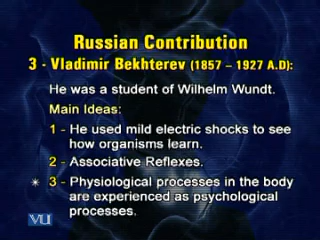 Russian Contribution
3 - Vladimir Bekhterev (1857 – 1927 A.D):
He was a student of Wilhelm Wundt.
Main Ideas:
1 - He used mild electric shocks to see
how organisms learn.
2 - Associative Reflexes.
✶ 3 - Physiological processes in the body
are experienced as psychological
processes.
VU